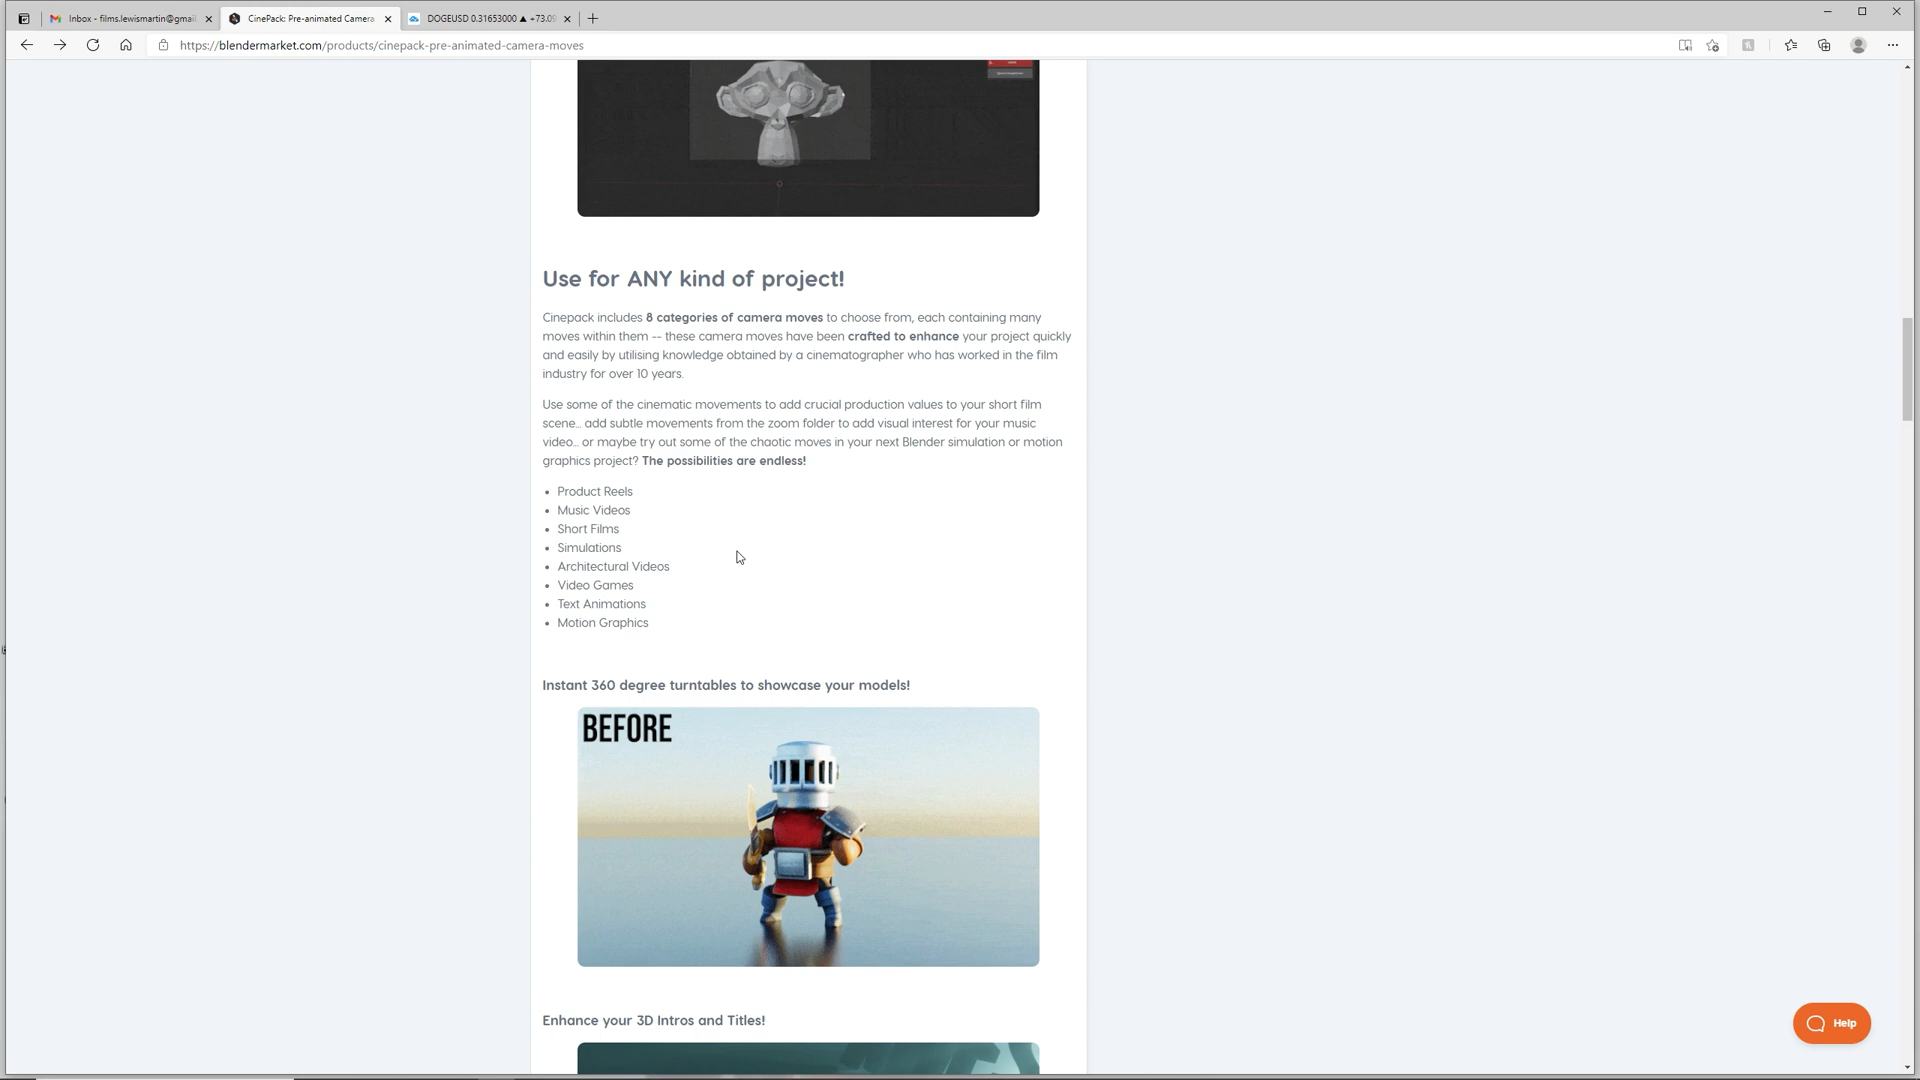 Inbox - films.lewismartin@gmai
CinePack: Pre-animated Camera
DOGEUSD 0.31653000 ▲ +73.0
https://blendermarket.com/products/cinepack-pre-animated-camera-moves
Use for ANY kind of project!
Cinepack includes 8 categories of camera moves to choose from, each containing many
moves within them -- these camera moves have been crafted to enhance your project quickly
and easily by utilising knowledge obtained by a cinematographer who has worked in the film
industry for over 10 years.
Use some of the cinematic movements to add crucial production values to your short film
scene... add subtle movements from the zoom folder to add visual interest for your music
video... or maybe try out some of the chaotic moves in your next Blender simulation or motion
graphics project? The possibilities are endless!
• Product Reels
• Music Videos
• Short Films
• Simulations
• Architectural Videos
• Video Games
• Text Animations
• Motion Graphics
Instant 360 degree turntables to showcase your models!
BEFORE
Enhance your 3D Intros and Titles!
Help